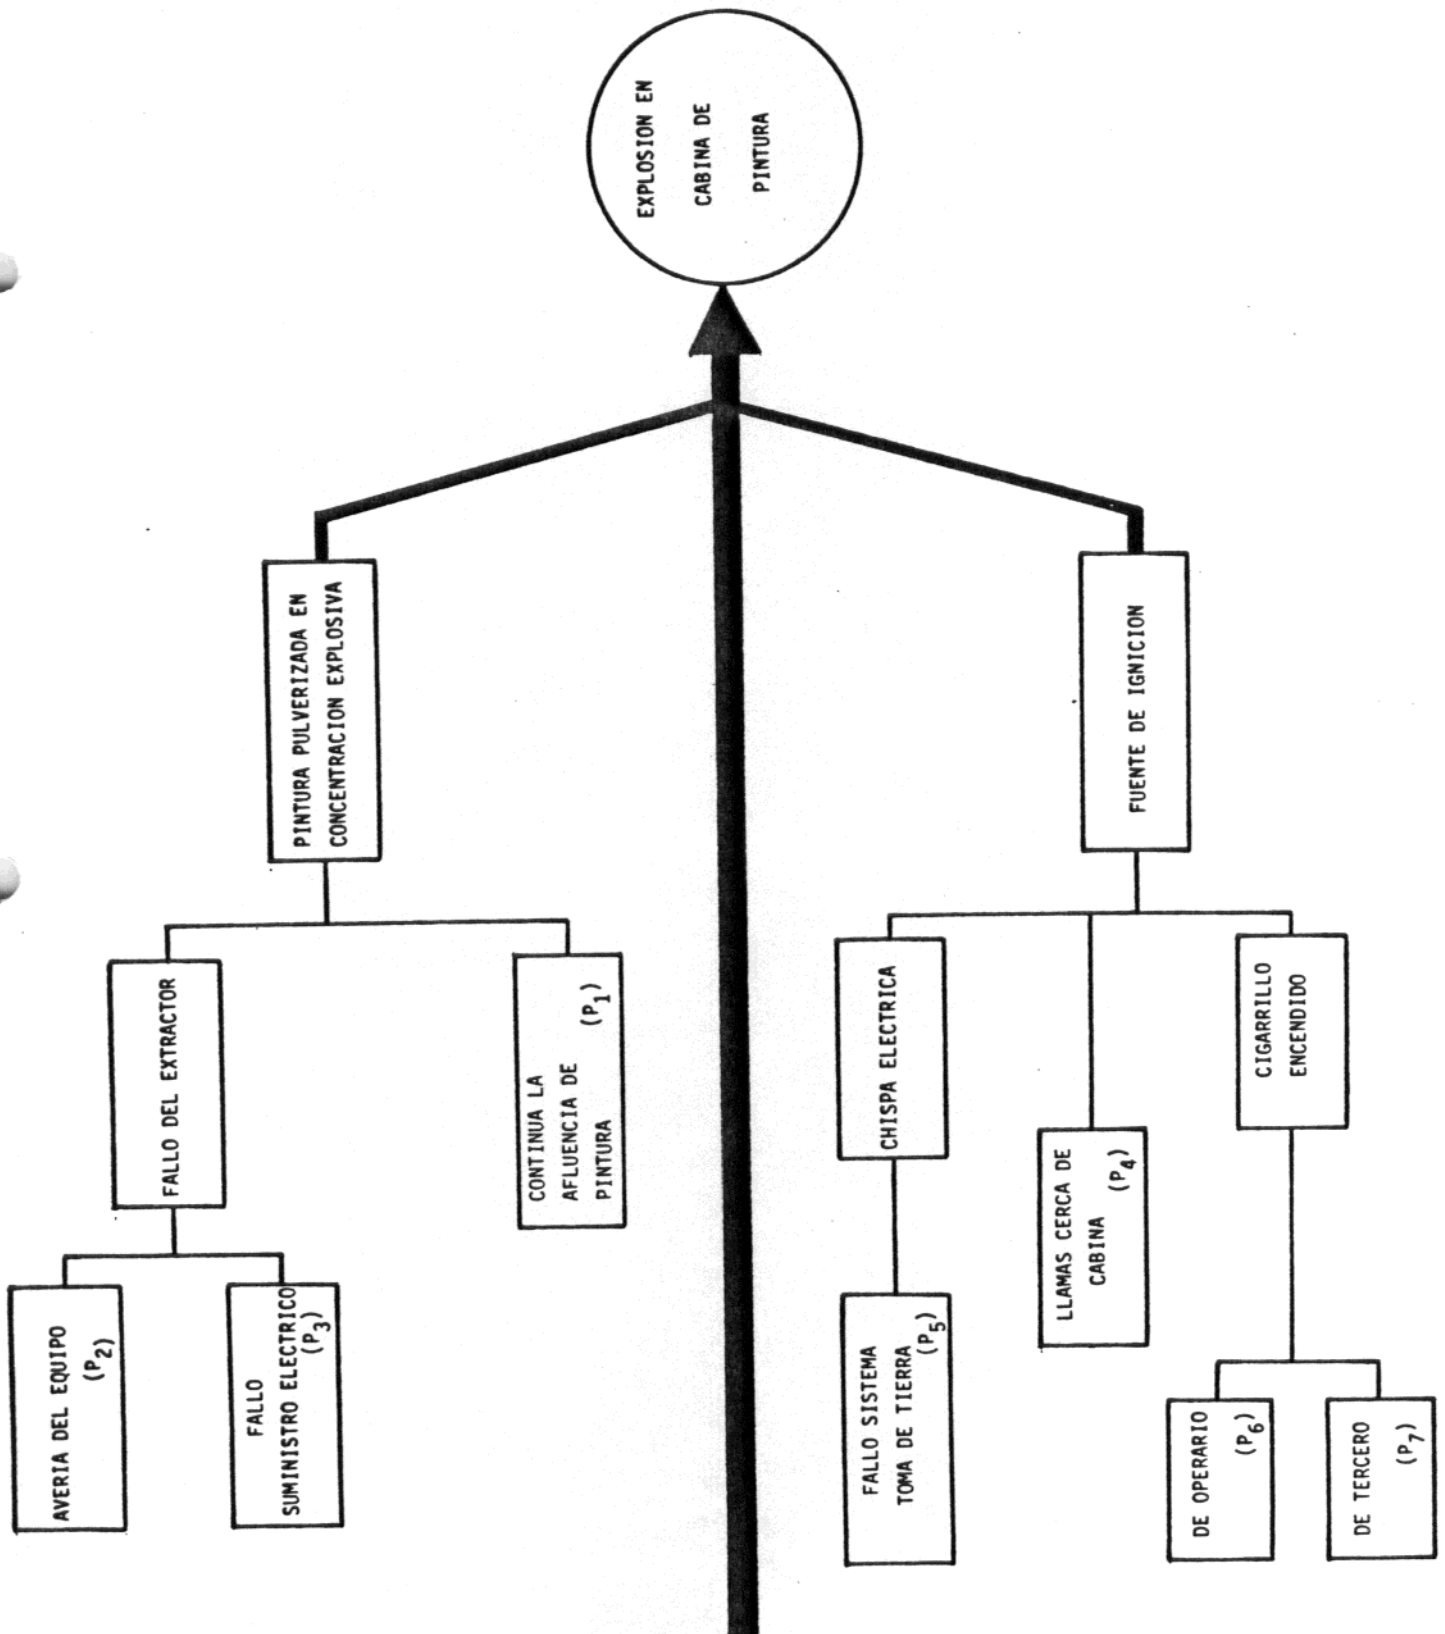 EXPLOSION EN
CABINA DE
PINTURA
PINTURA PULVERIZADA EN
CONCENTRACION EXPLOSIVA
FUENTE DE IGNICION
FALLO DEL EXTRACTOR
CONTINUA LA
AFLUENCIA DE
PINTURA (P1)
CHISPA ELECTRICA
LLAMAS CERCA DE
CABINA (P4)
CIGARRILLO
ENCENDIDO
AVERIA DEL EQUIPO
(P2)
FALLO
SUMINISTRO ELECTRICO
(P3)
FALLO SISTEMA
TOMA DE TIERRA
(P5)
DE OPERARIO
(P6)
DE TERCERO
(P7)